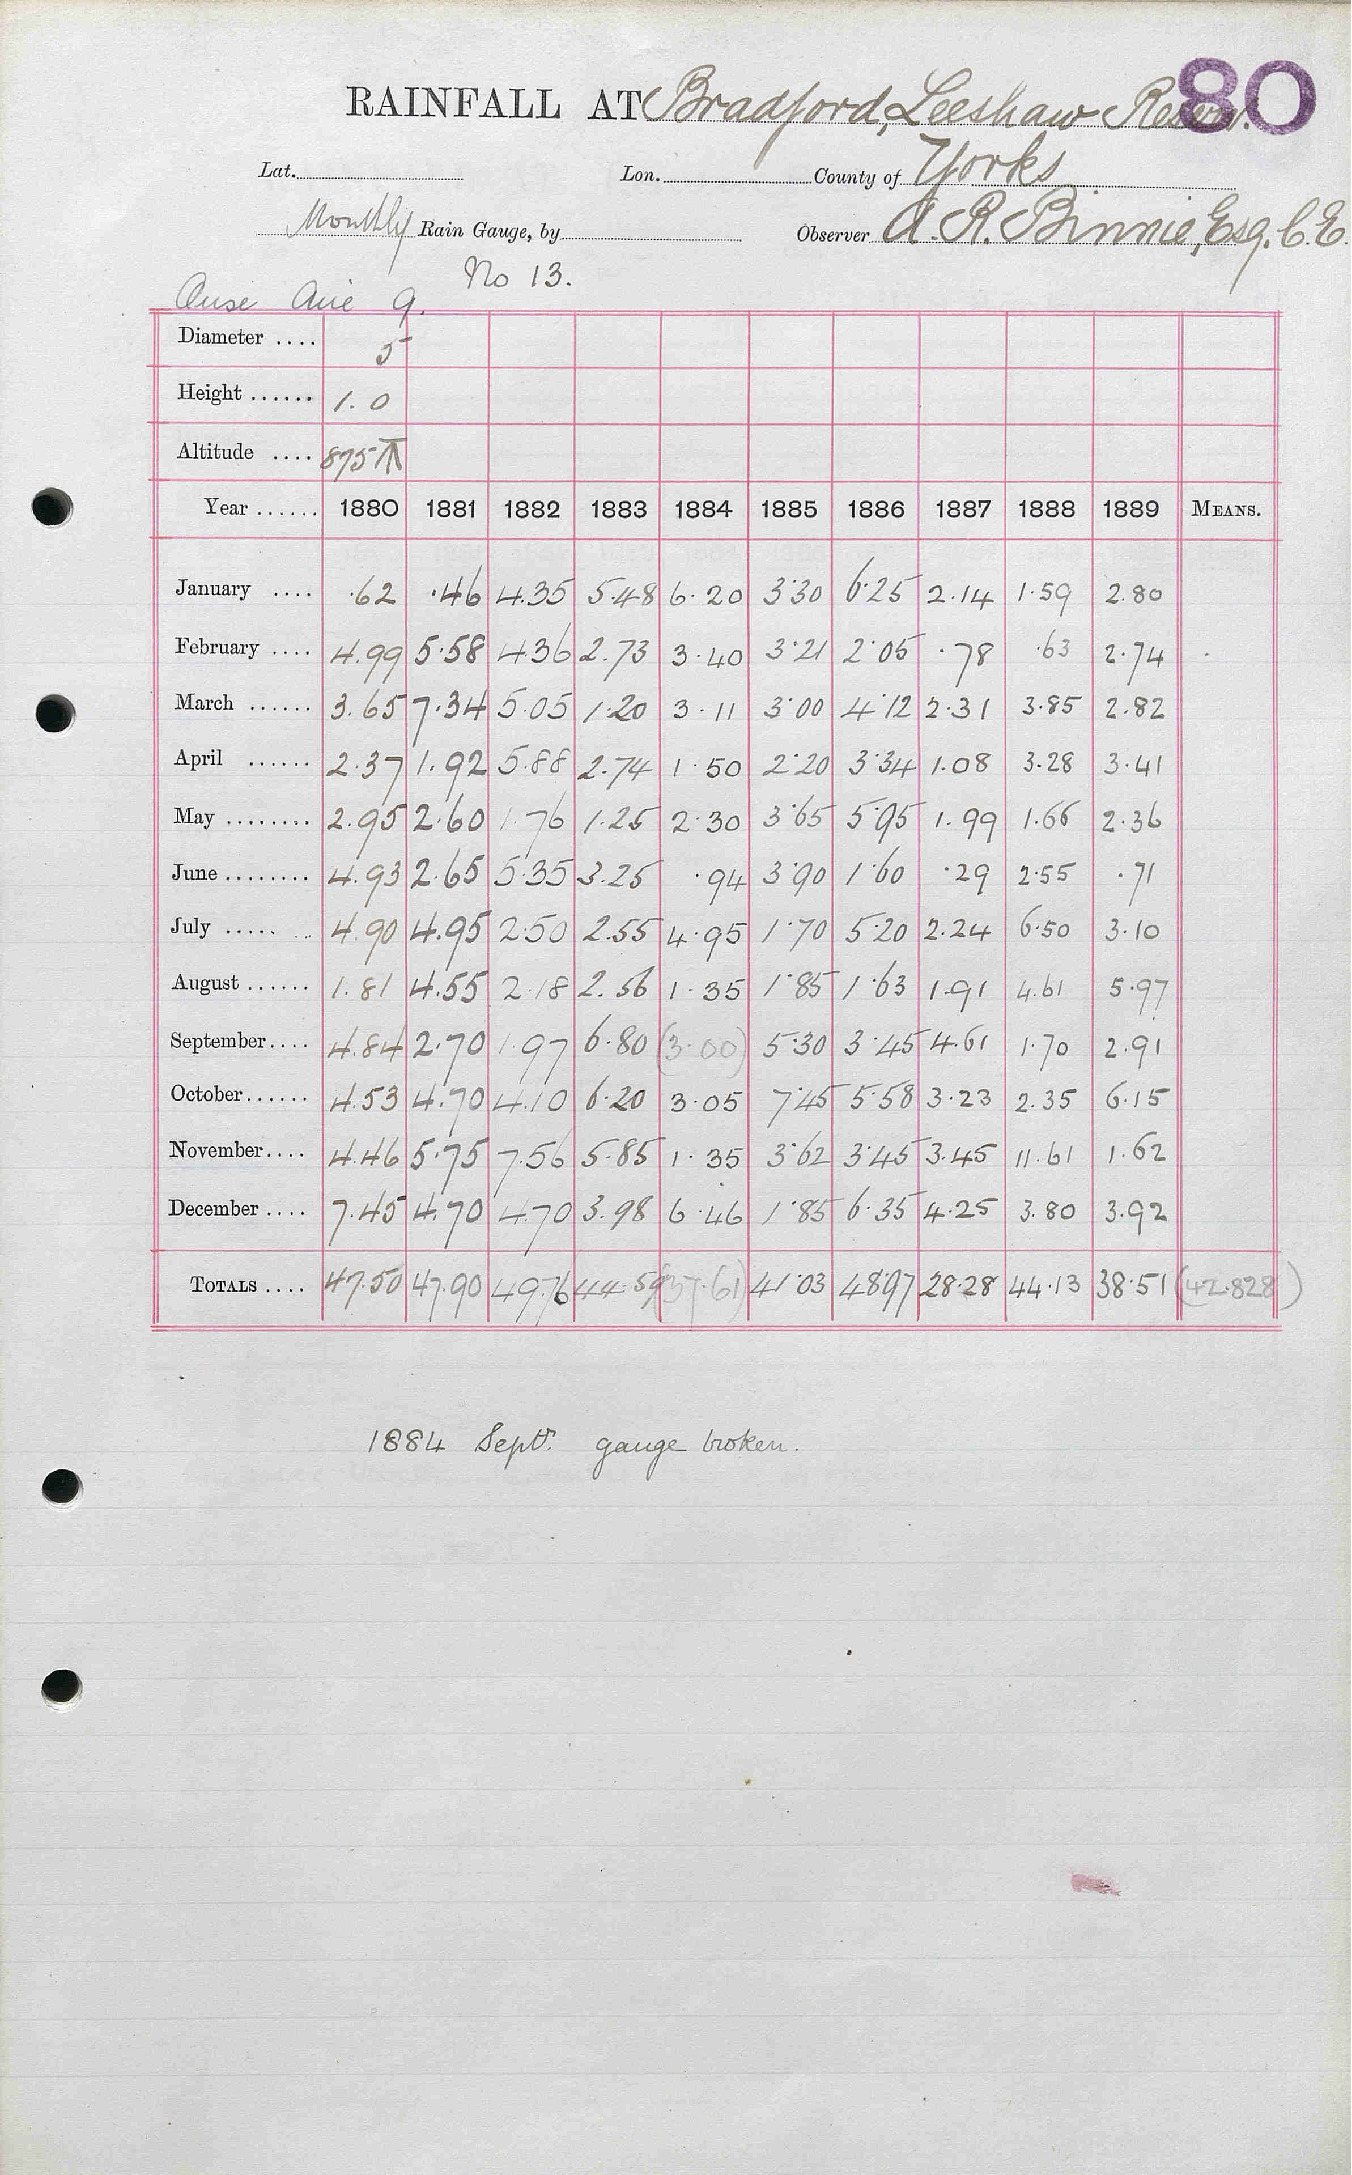 80
RAINFALL AT Bradford, Leeshaw Reserv.
Lat. Lon. County of Yorks
Monthly Rain Gauge, by Observer A. R. Binnie, Esq. C.E.
No 13.
Ouse Aire 9.
Diameter .... 5
Height ...... 1.0
Altitude .... 875
Year ...... 1880 1881 1882 1883 1884 1885 1886 1887 1888 1889 MEANS.
January .... .62 .46 4.35 5.48 6.20 3.30 6.25 2.14 1.59 2.80
February .... 4.99 5.58 4.36 2.73 3.40 3.21 2.05 .78 .63 2.74
March ...... 3.65 7.34 5.05 1.20 3.11 3.00 4.12 2.31 3.85 2.82
April ...... 2.37 1.92 5.88 2.74 1.50 2.20 3.34 1.08 3.28 3.41
May ........ 2.95 2.60 1.76 1.25 2.30 3.65 5.95 1.99 1.66 2.36
June ........ 4.93 2.65 5.35 3.25 .94 3.90 1.60 .29 2.55 .71
July ........ 4.90 4.95 2.50 2.55 4.95 1.70 5.20 2.24 6.50 3.10
August ...... 1.81 4.55 2.18 2.56 1.35 1.85 1.63 1.91 4.61 5.97
September.... 4.84 2.70 1.97 6.80 (3.00) 5.30 3.45 4.61 1.70 2.91
October...... 4.53 4.70 4.10 6.20 3.05 7.45 5.58 3.23 2.35 6.15
November.... 4.46 5.75 7.56 5.85 1.35 3.62 3.45 3.45 11.61 1.62
December .... 7.45 4.70 4.70 3.98 6.46 1.85 6.35 4.25 3.80 3.92
TOTALS .... 47.50 47.90 49.76 44.59 (37.61) 41.03 48.97 28.28 44.13 38.51 (42.828)
1884 Sept. gauge broken.